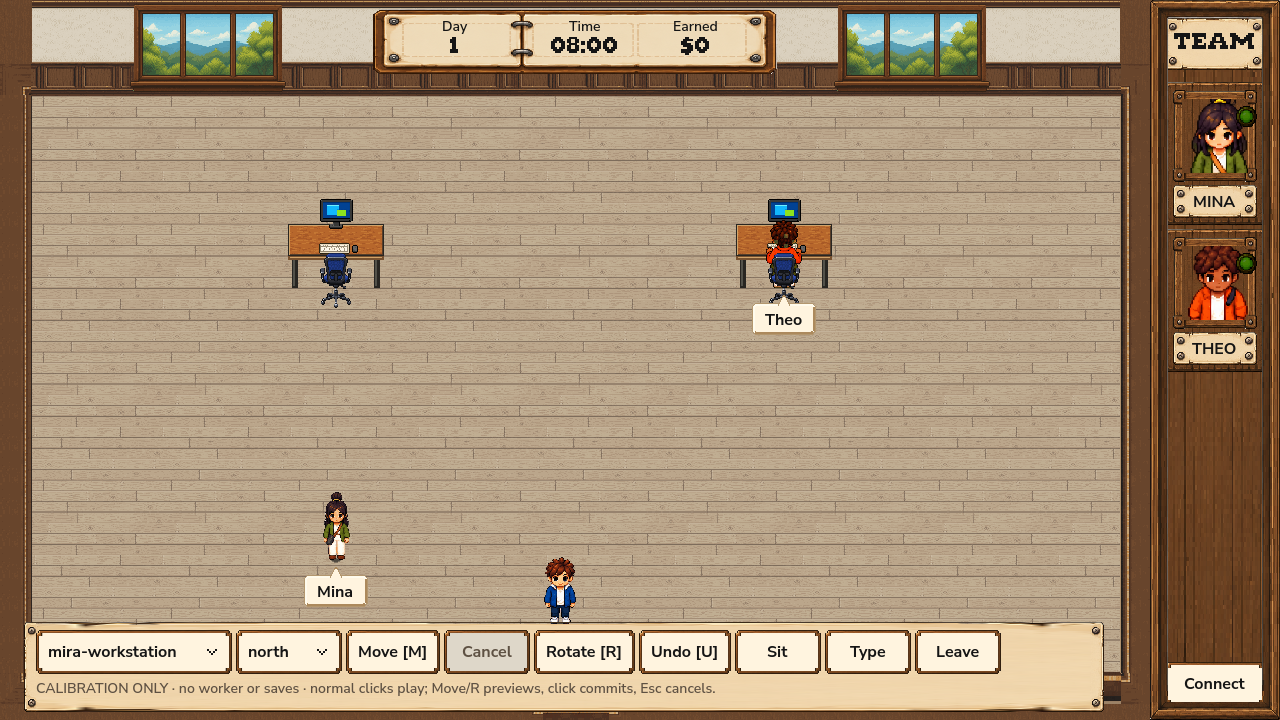 Day
1
Time
08:00
Earned
$0
TEAM
MINA
THEO
Theo
Mina
mira-workstation
north
Move [M]
Cancel
Rotate [R]
Undo [U]
Sit
Type
Leave
CALIBRATION ONLY · no worker or saves · normal clicks play; Move/R previews, click commits, Esc cancels.
Connect